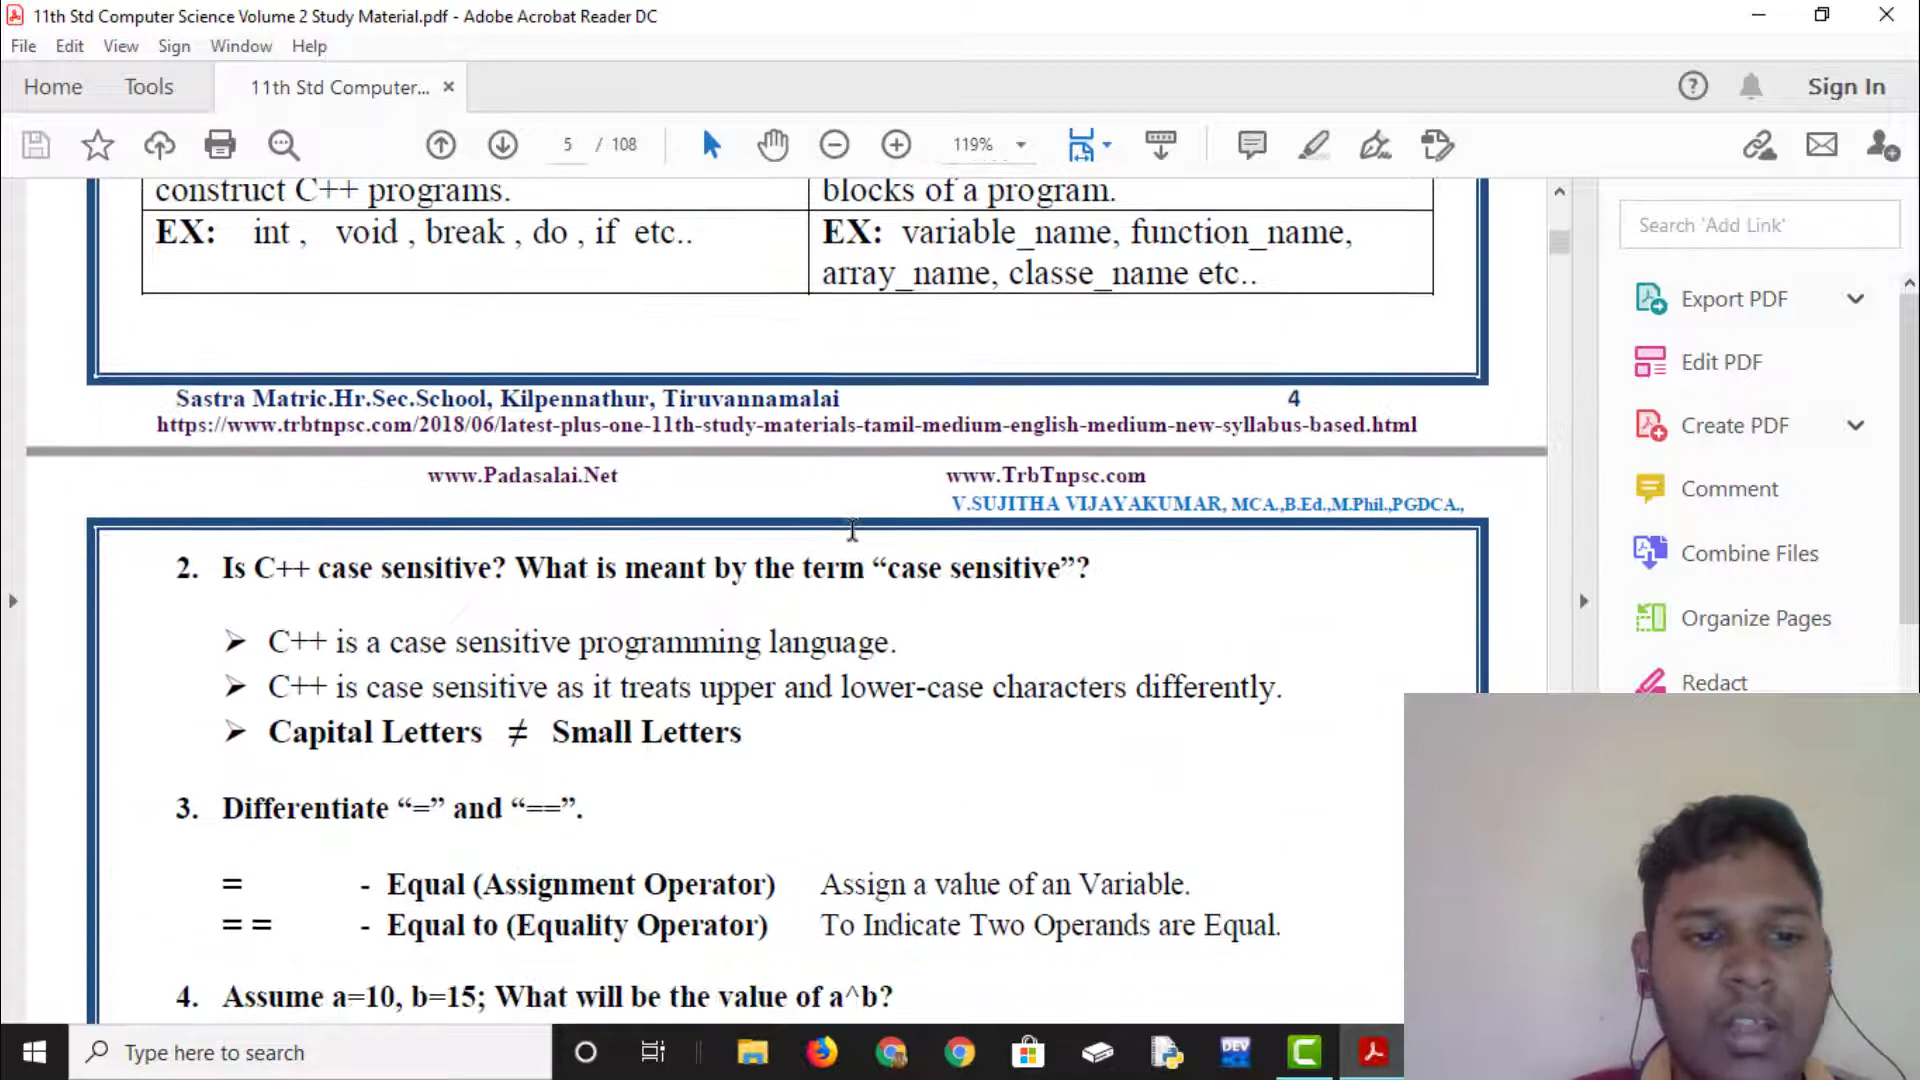 11th Std Computer Science Volume 2 Study Material.pdf - Adobe Acrobat Reader DC
File Edit View Sign Window Help
Home Tools 11th Std Computer... × Sign In
5 / 108 119%
construct C++ programs. blocks of a program.
EX: int , void , break , do , if etc.. EX: variable_name, function_name,
array_name, classe_name etc..
Sastra Matric.Hr.Sec.School, Kilpennathur, Tiruvannamalai 4
https://www.trbtnpsc.com/2018/06/latest-plus-one-11th-study-materials-tamil-medium-english-medium-new-syllabus-based.html
www.Padasalai.Net www.TrbTnpsc.com
V.SUJITHA VIJAYAKUMAR, MCA.,B.Ed.,M.Phil.,PGDCA.,
2. Is C++ case sensitive? What is meant by the term “case sensitive”?
➢ C++ is a case sensitive programming language.
➢ C++ is case sensitive as it treats upper and lower-case characters differently.
➢ Capital Letters ≠ Small Letters
3. Differentiate “=” and “==”.
= - Equal (Assignment Operator) Assign a value of an Variable.
= = - Equal to (Equality Operator) To Indicate Two Operands are Equal.
4. Assume a=10, b=15; What will be the value of a^b?
Search 'Add Link'
Export PDF
Edit PDF
Create PDF
Comment
Combine Files
Organize Pages
Redact
Type here to search
DEV